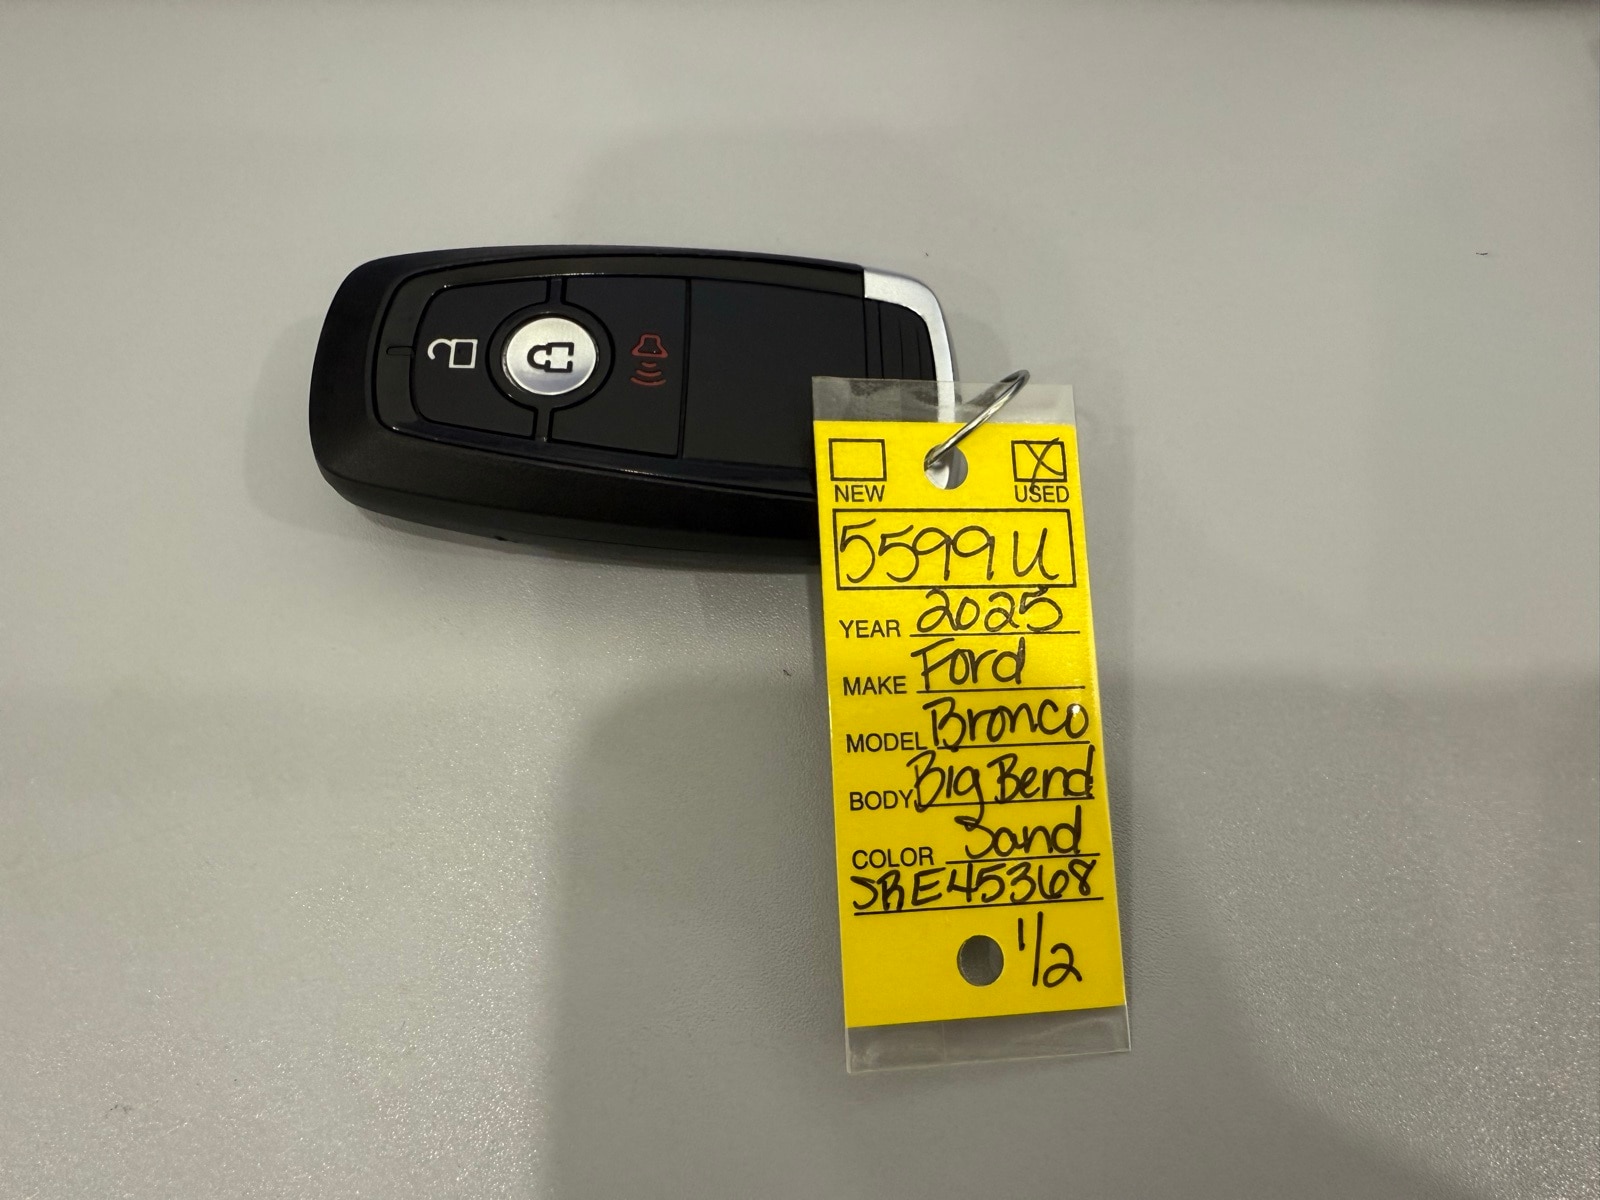 NEW USED
5599U
YEAR 2025
MAKE Ford
MODEL Bronco
BODY Big Bend
COLOR Sand
SRE45368
1/2